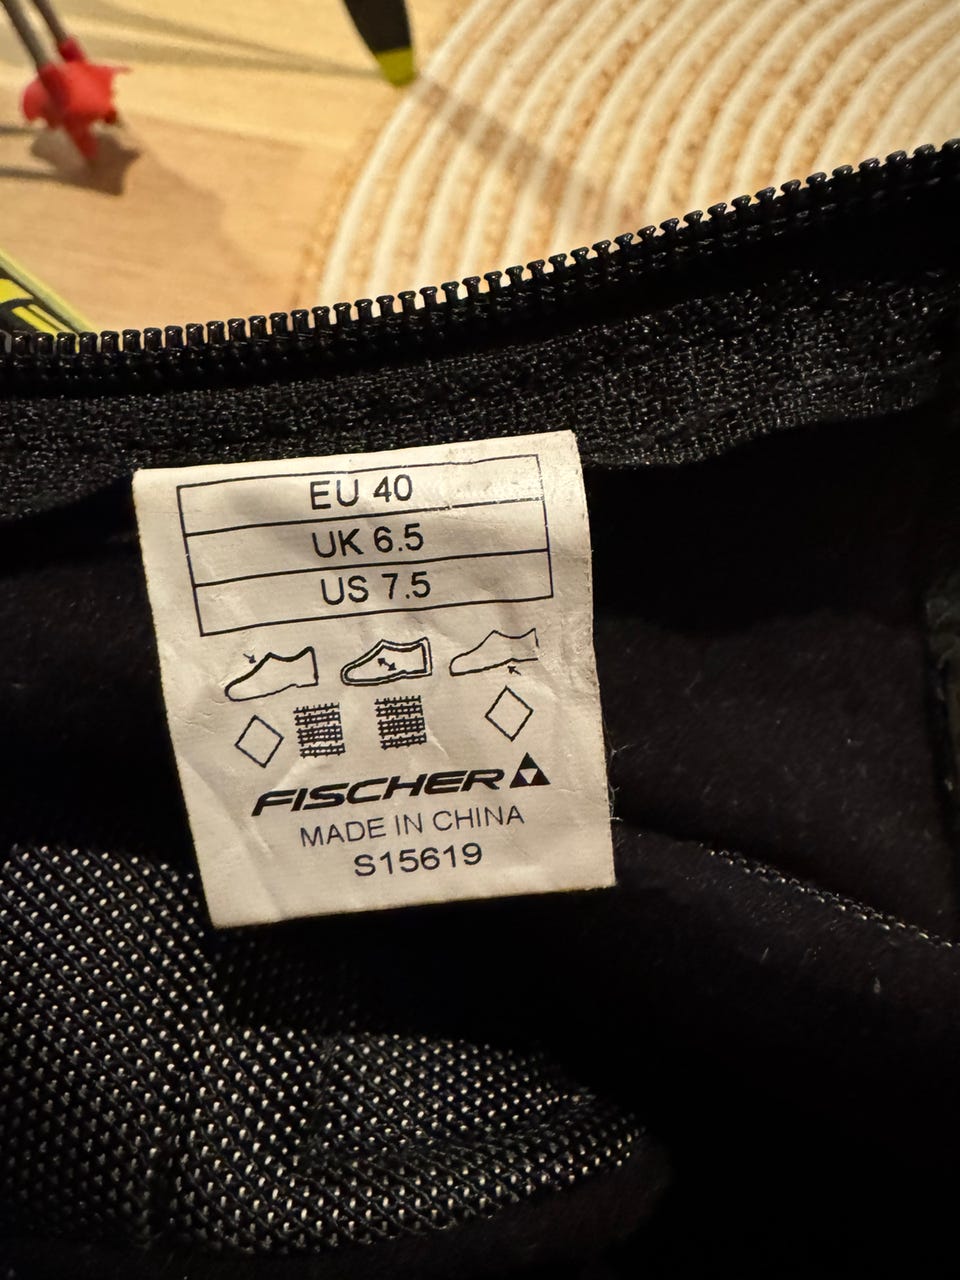 EU 40
UK 6.5
US 7.5
FISCHER
MADE IN CHINA
S15619